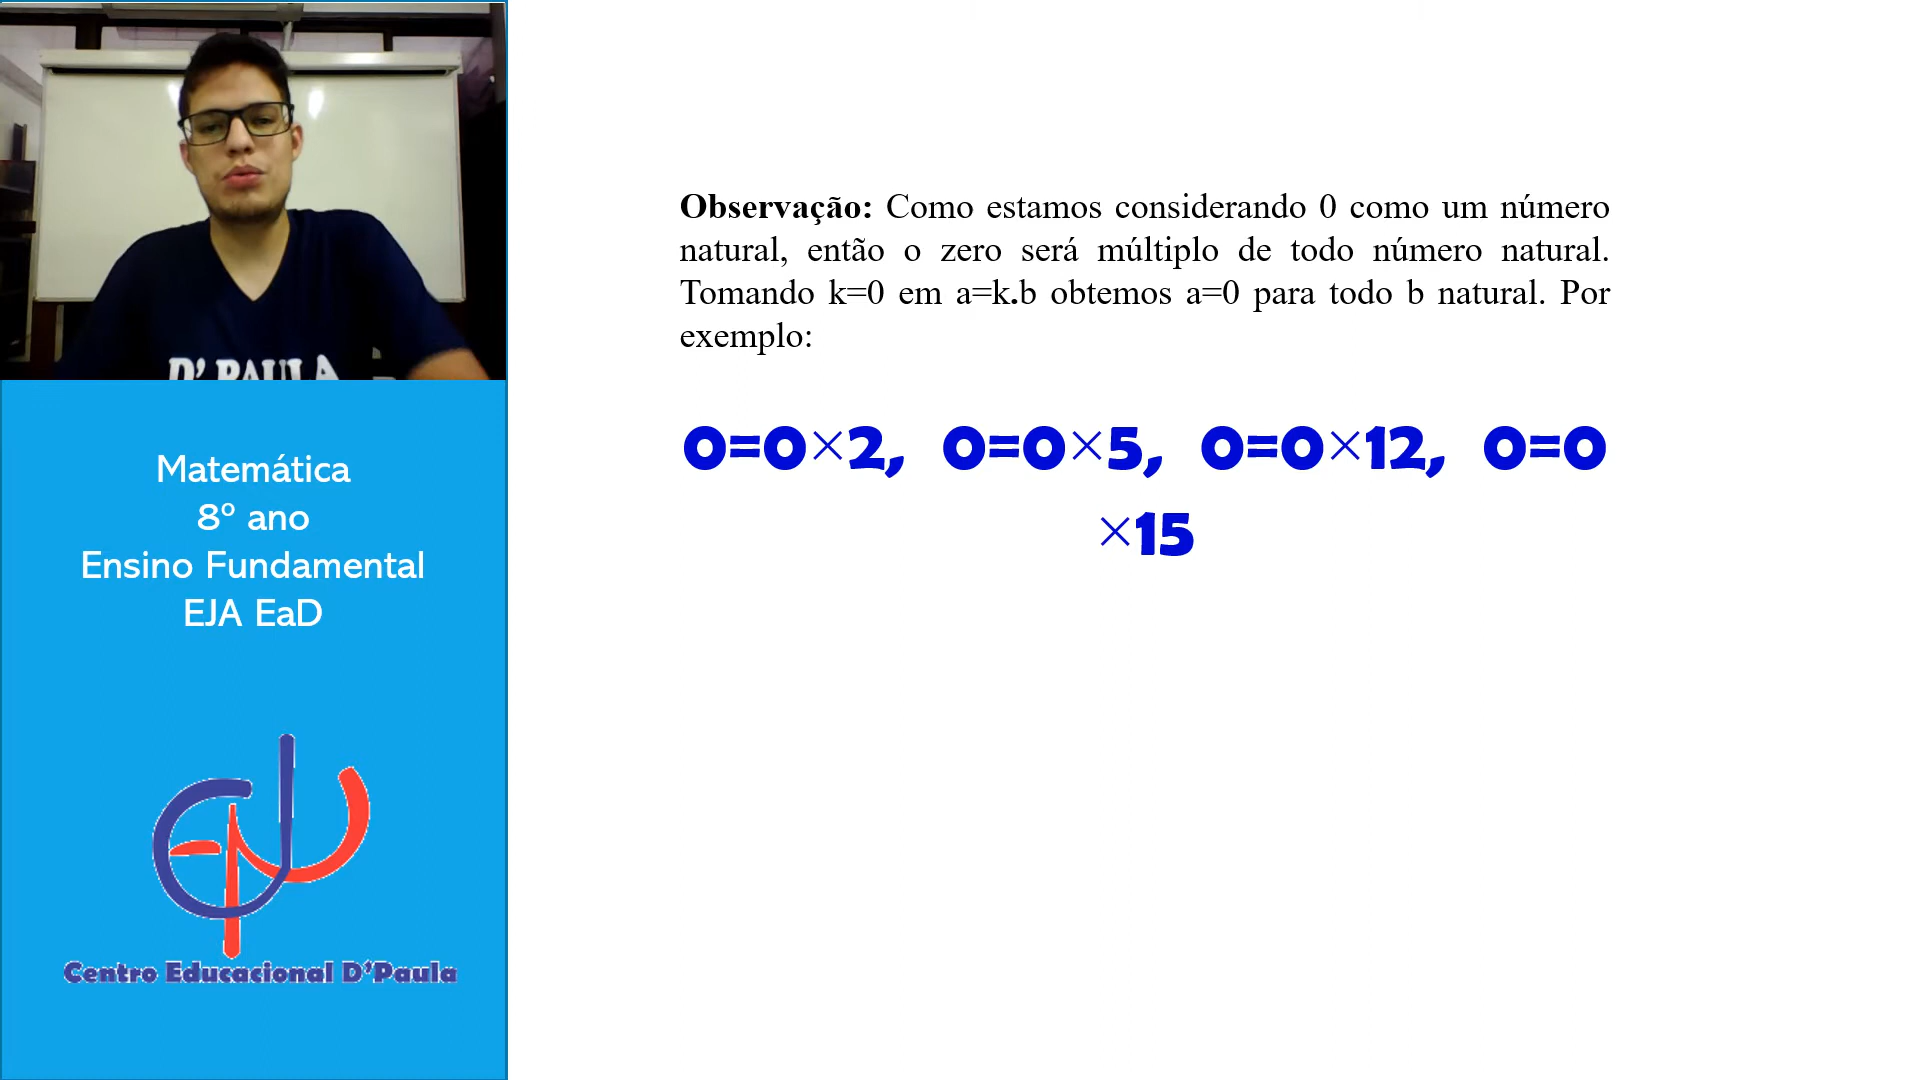 D' PAULA
Matemática
8º ano
Ensino Fundamental
EJA EaD
Centro Educacional D'Paula
Observação: Como estamos considerando 0 como um número
natural, então o zero será múltiplo de todo número natural.
Tomando k=0 em a=k.b obtemos a=0 para todo b natural. Por
exemplo:
0=0×2, 0=0×5, 0=0×12, 0=0
×15